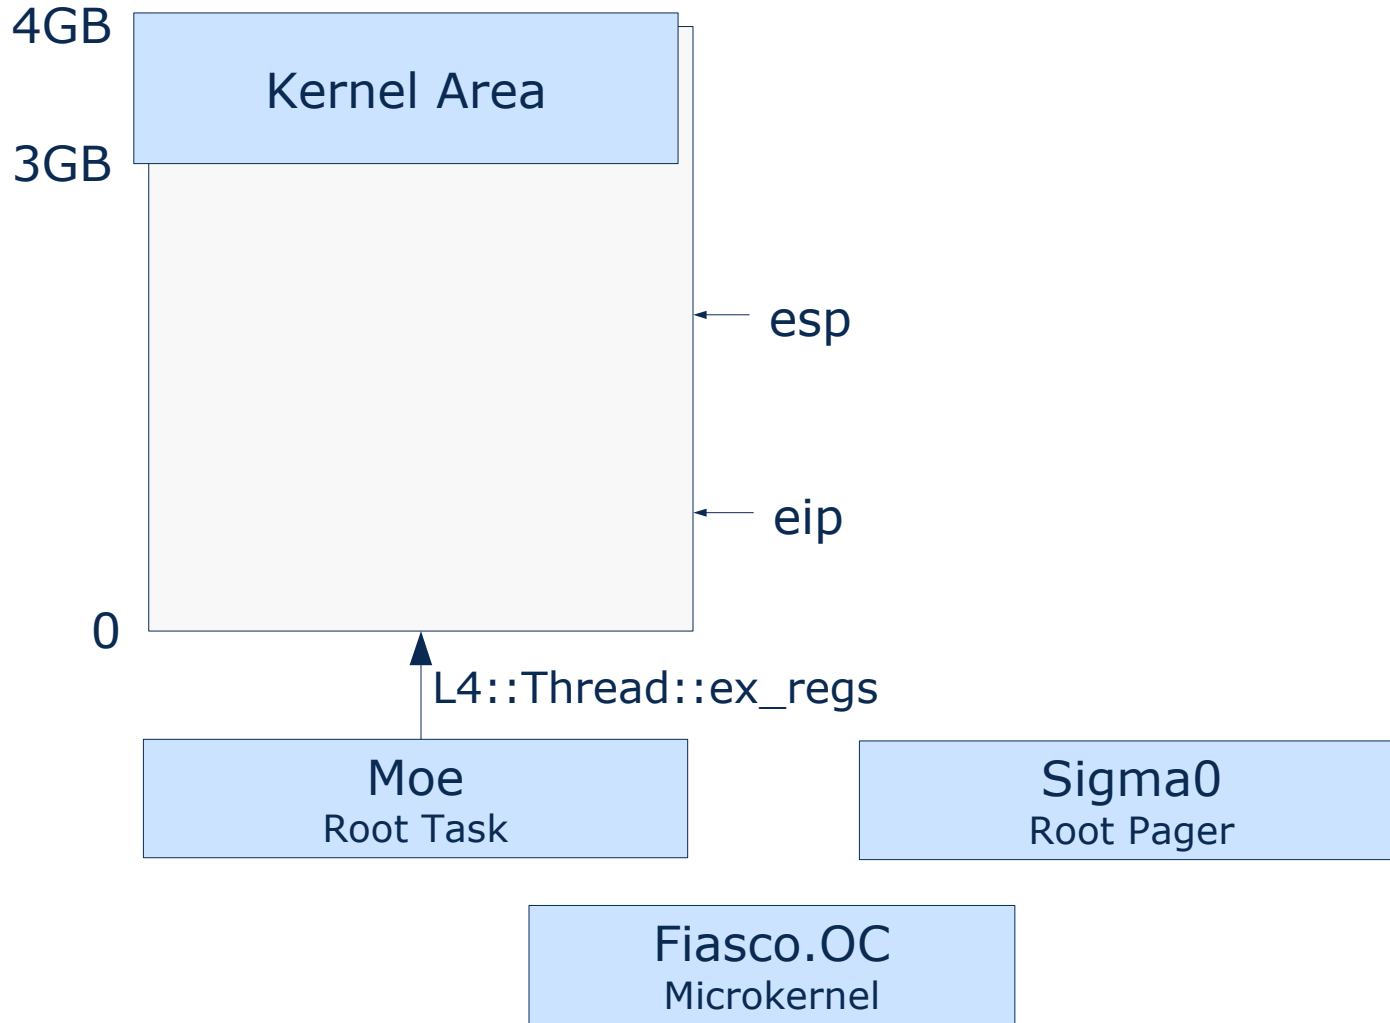 4GB
Kernel Area
3GB
esp
eip
0
L4::Thread::ex_regs
Moe
Root Task
Sigma0
Root Pager
Fiasco.OC
Microkernel